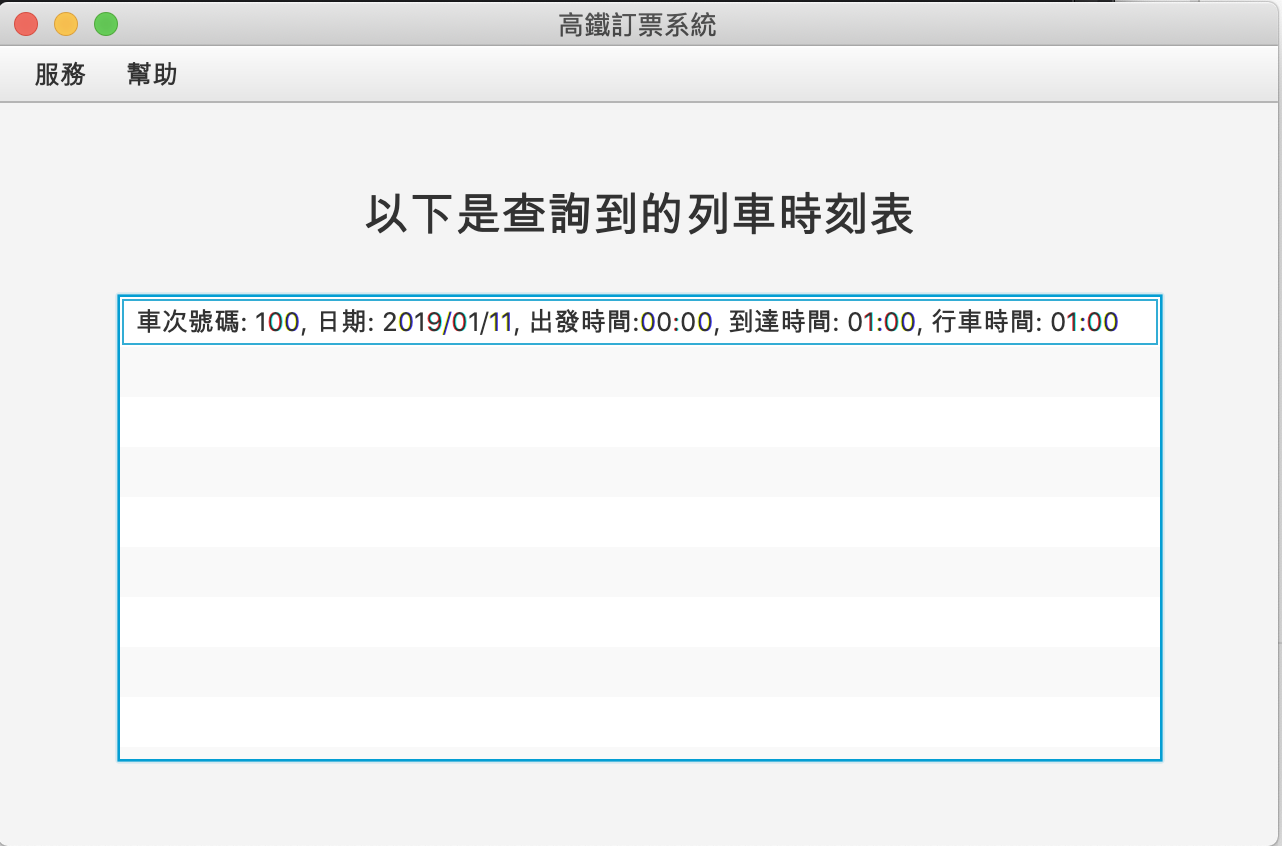 高鐵訂票系統
服務 幫助
以下是查詢到的列車時刻表
車次號碼: 100, 日期: 2019/01/11, 出發時間:00:00, 到達時間: 01:00, 行車時間: 01:00